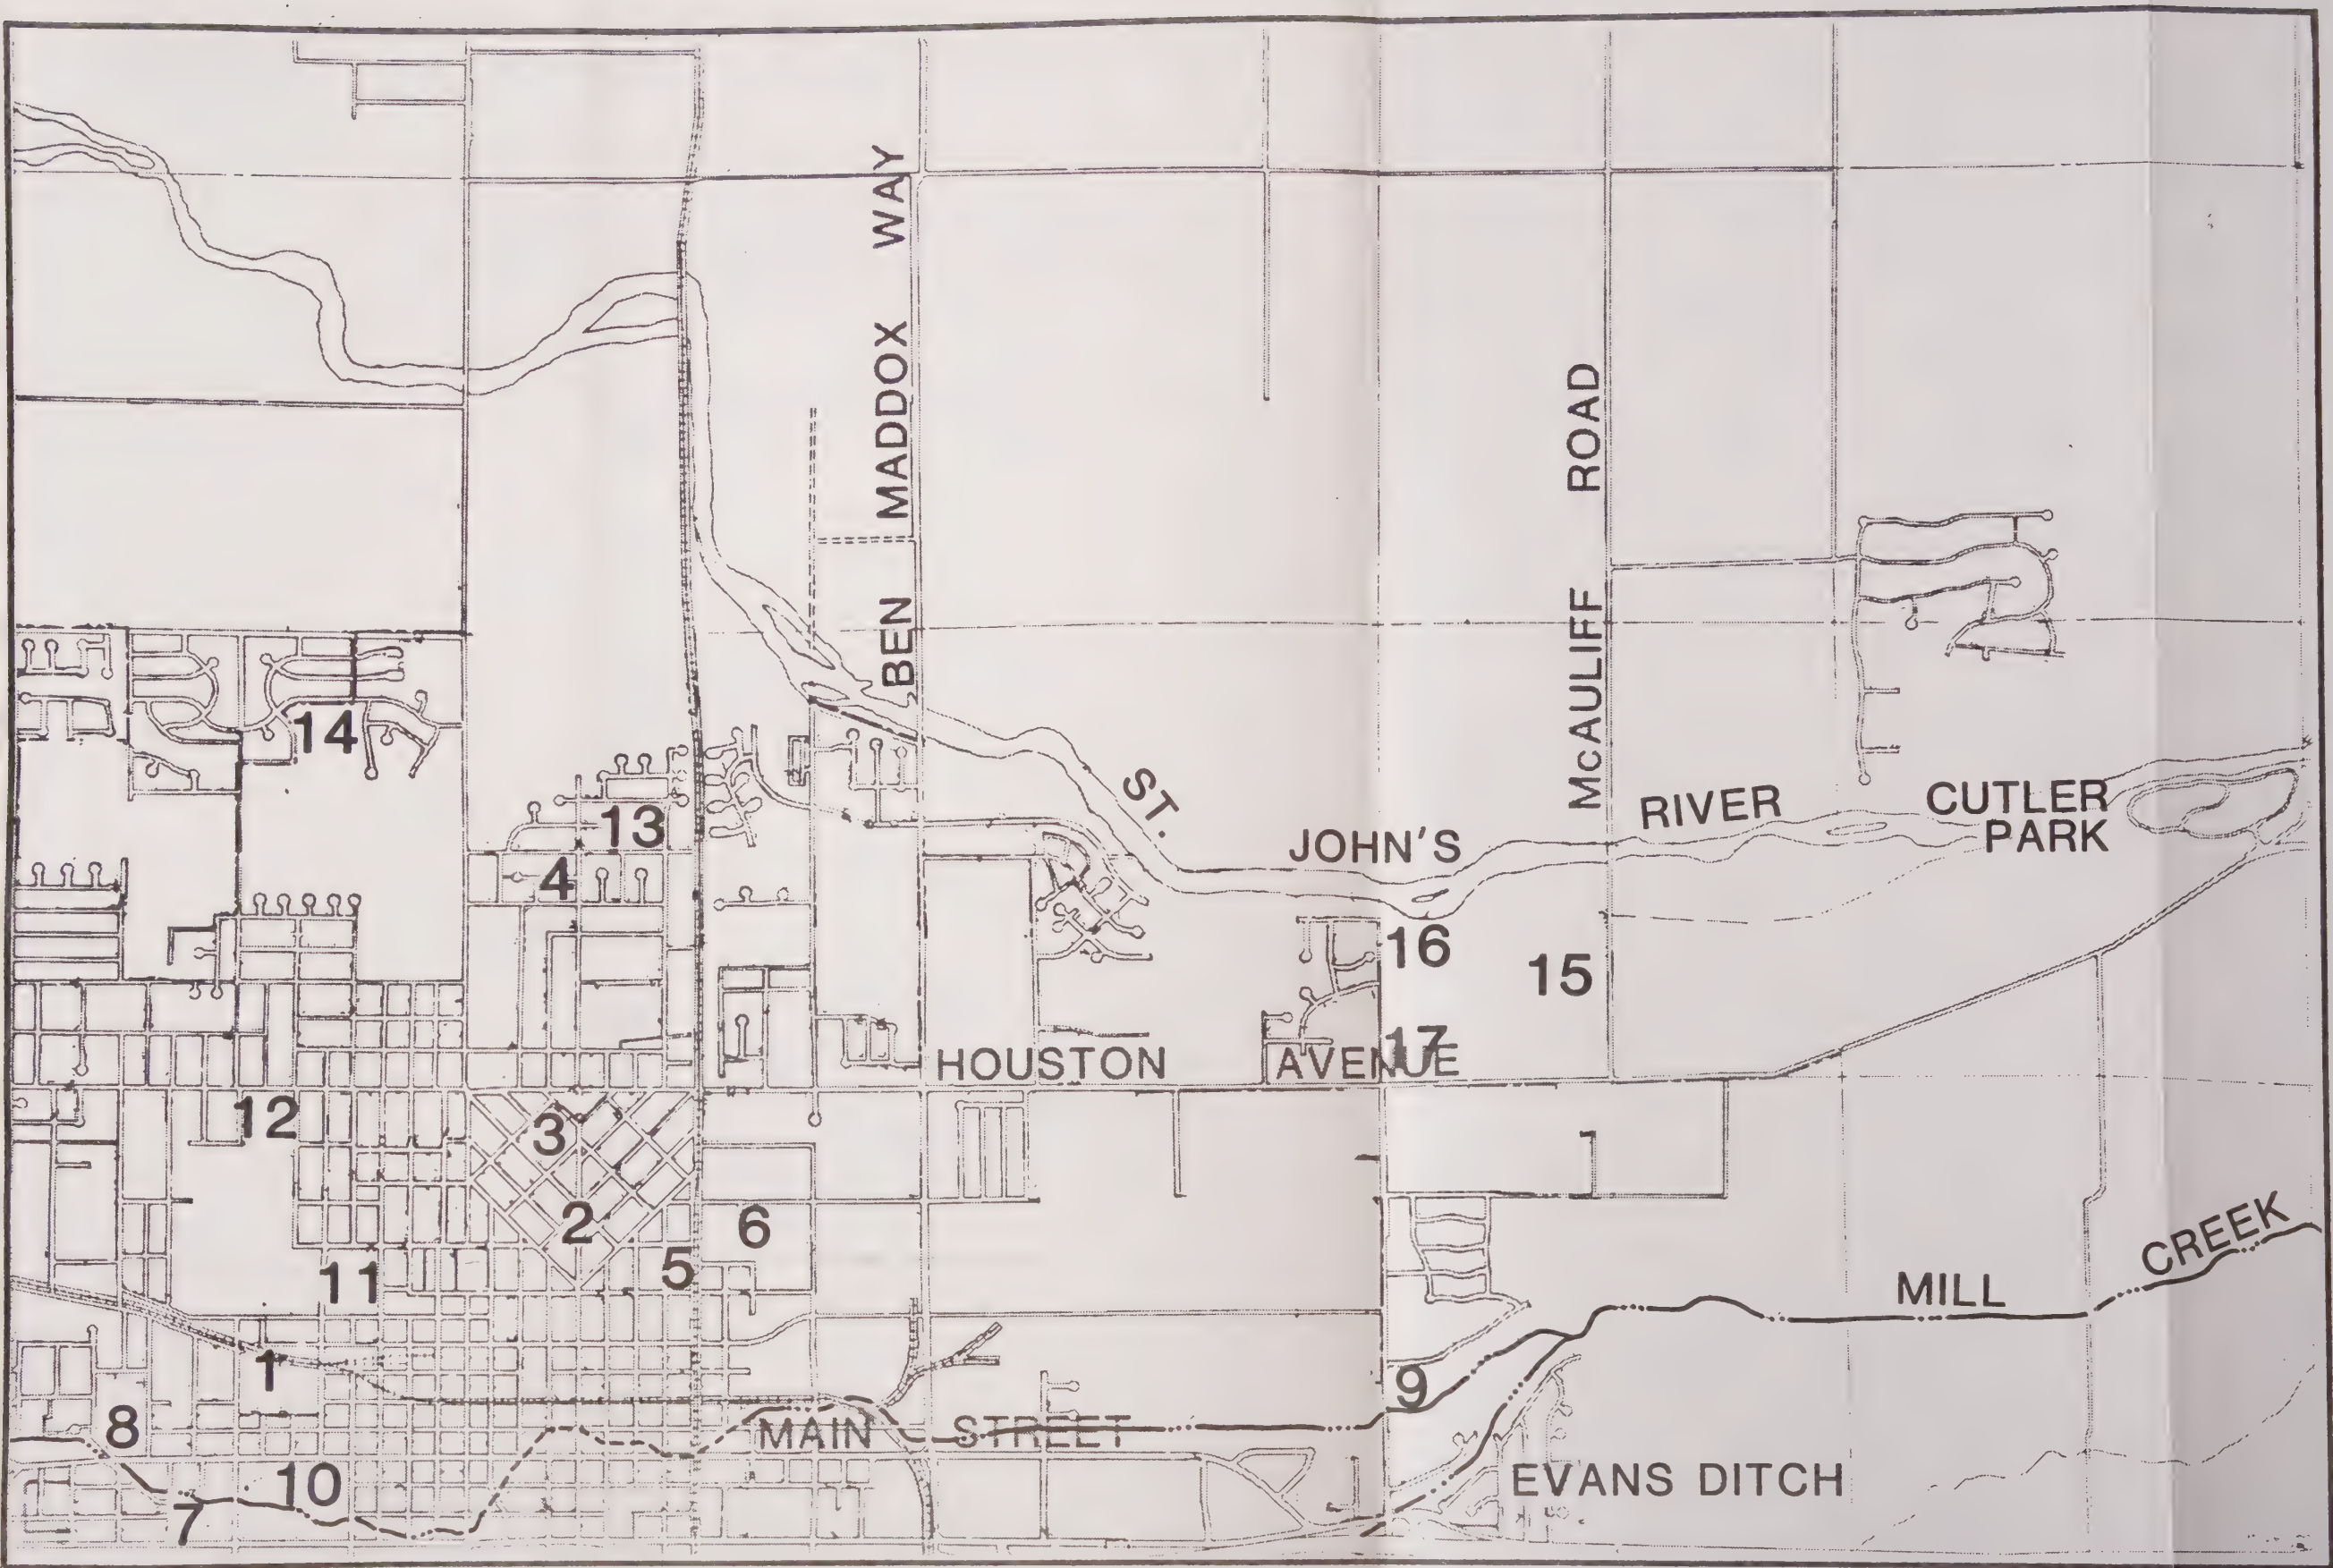 BEN MADDOX WAY
McAULIFF ROAD
14
13
4
ST. JOHN'S RIVER
CUTLER
PARK
16
15
17
HOUSTON AVENUE
12
3
2
6
5
11
MILL CREEK
1
9
8
MAIN STREET
10
EVANS DITCH
7